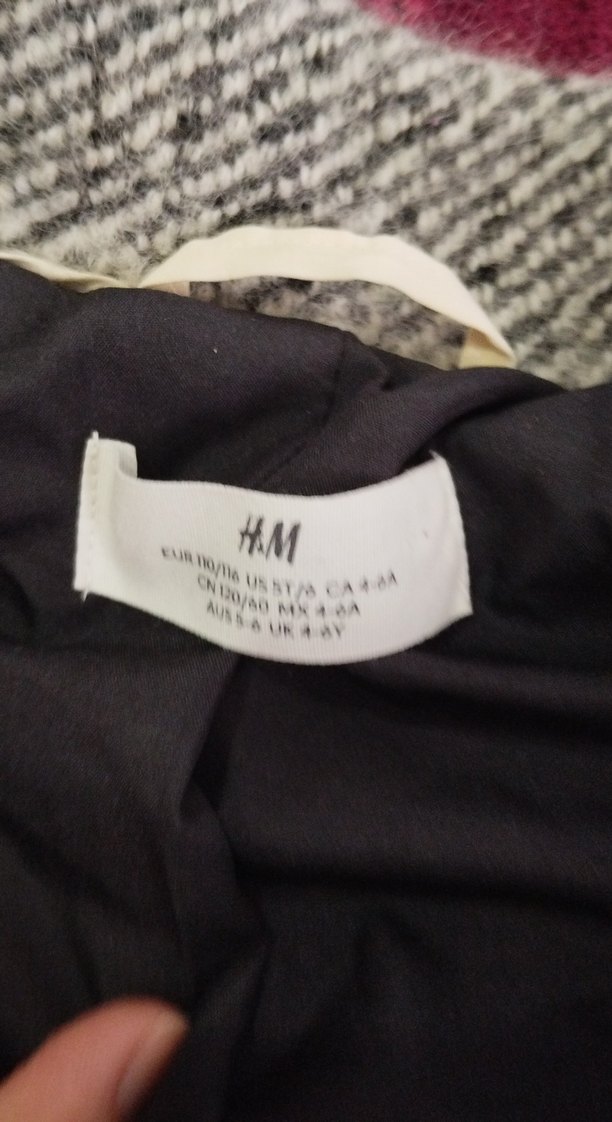 H&M
EUR 110/116 US 5T/6 CA 4-6A
CN 120/60 MX 4-6A
AUS 5-6 UK 4-6Y